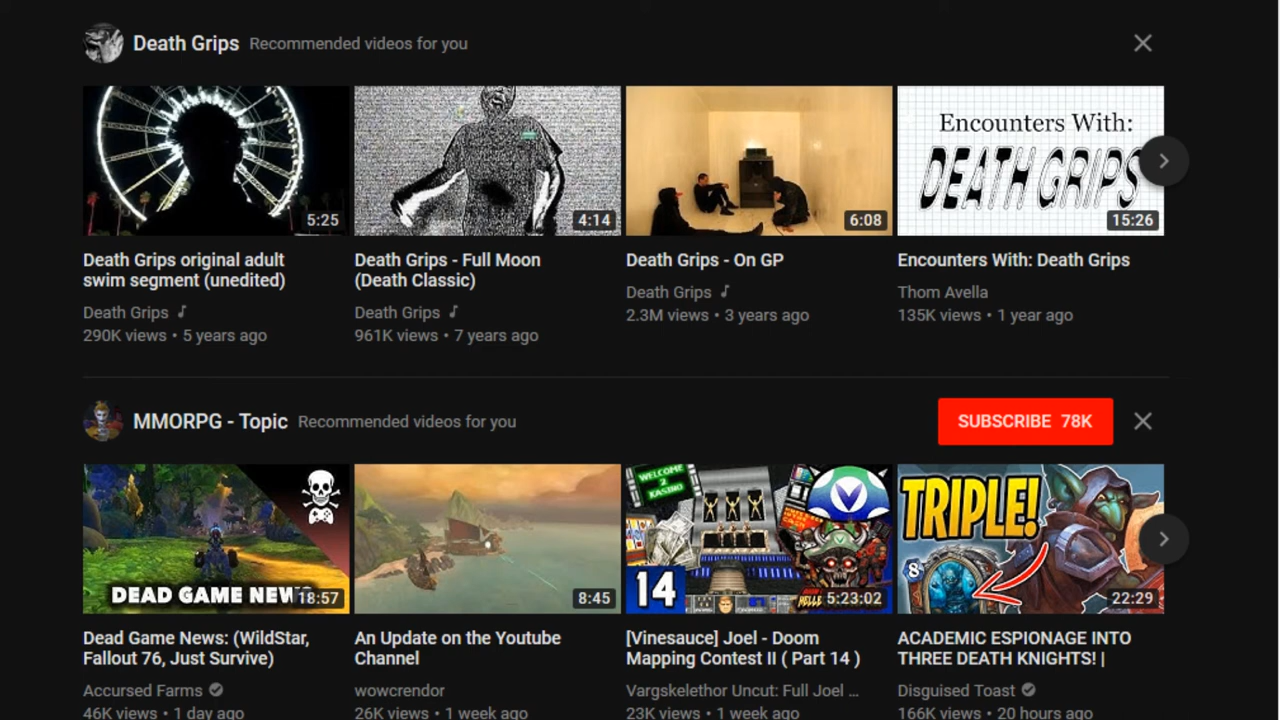 Death Grips Recommended videos for you
5:25
4:14
6:08
Encounters With:
DEATH GRIPS
15:26
Death Grips original adult
swim segment (unedited)
Death Grips
290K views • 5 years ago
Death Grips - Full Moon
(Death Classic)
Death Grips
961K views • 7 years ago
Death Grips - On GP
Death Grips
2.3M views • 3 years ago
Encounters With: Death Grips
Thom Avella
135K views • 1 year ago
MMORPG - Topic Recommended videos for you
SUBSCRIBE 78K
DEAD GAME NEWS
18:57
8:45
WELCOME
2
KASINO
14
5:23:02
TRIPLE!
8
22:29
Dead Game News: (WildStar,
Fallout 76, Just Survive)
Accursed Farms
46K views • 1 day ago
An Update on the Youtube
Channel
wowcrendor
26K views • 1 week ago
[Vinesauce] Joel - Doom
Mapping Contest II ( Part 14 )
Vargskelethor Uncut: Full Joel ...
23K views • 1 week ago
ACADEMIC ESPIONAGE INTO
THREE DEATH KNIGHTS! |
Disguised Toast
166K views • 20 hours ago